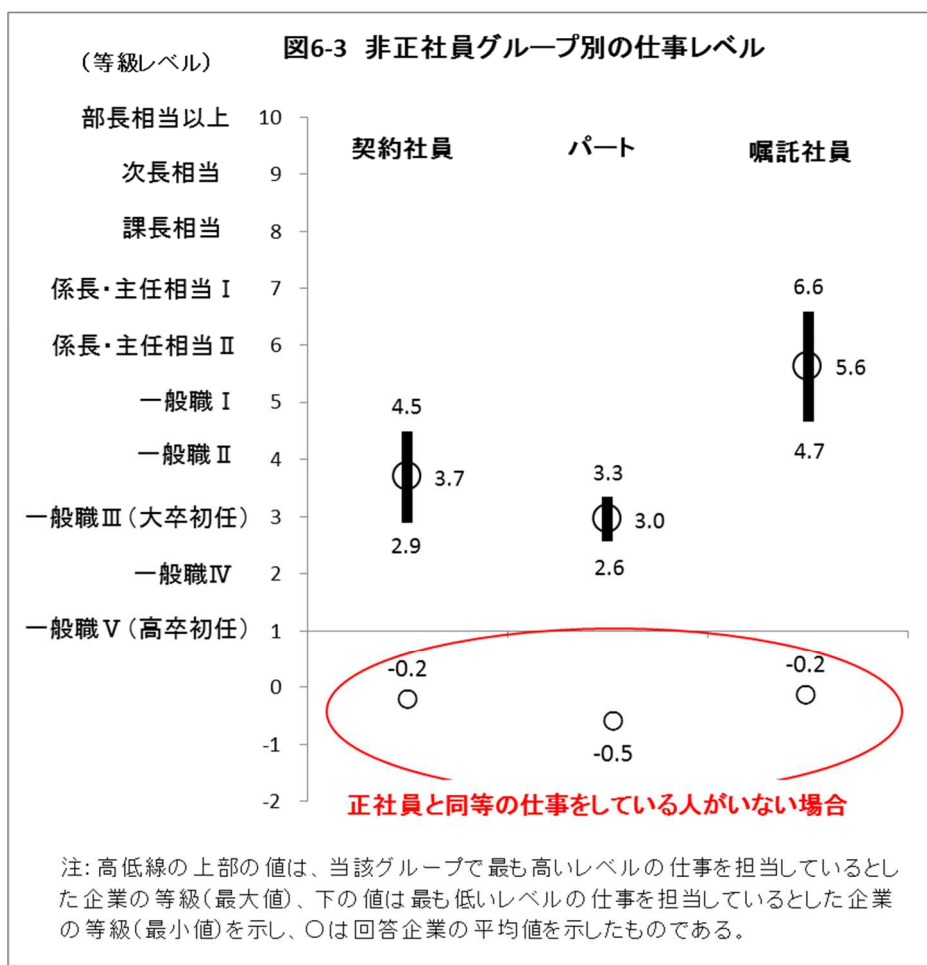 図6-3 非正社員グループ別の仕事レベル
（等級レベル）
部長相当以上 10
契約社員 パート 嘱託社員
次長相当 9
課長相当 8
係長・主任相当Ⅰ 7
6.6
係長・主任相当Ⅱ 6
5.6
一般職Ⅰ 5
4.5
4.7
一般職Ⅱ 4
3.7
3.3
一般職Ⅲ（大卒初任） 3
3.0
2.9
2.6
一般職Ⅳ 2
一般職Ⅴ（高卒初任） 1
-0.2 -0.2
0
-0.5
-1
-2
正社員と同等の仕事をしている人がいない場合
注：高低線の上部の値は、当該グループで最も高いレベルの仕事を担当しているとし
た企業の等級（最大値）、下の値は最も低いレベルの仕事を担当しているとした企業
の等級（最小値）を示し、〇は回答企業の平均値を示したものである。